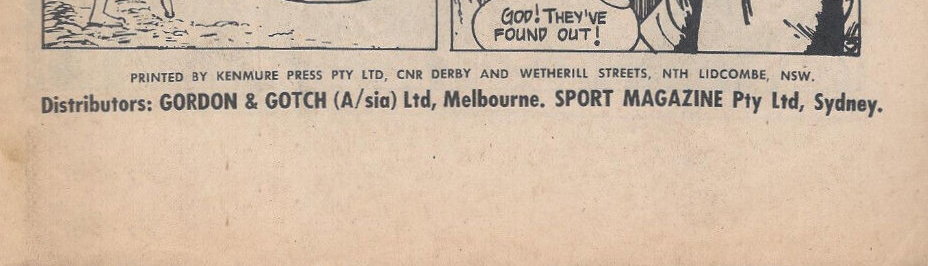 GOD! THEY'VE
FOUND OUT!
PRINTED BY KENMURE PRESS PTY LTD, CNR DERBY AND WETHERILL STREETS, NTH LIDCOMBE, NSW.
Distributors: GORDON & GOTCH (A/sia) Ltd, Melbourne. SPORT MAGAZINE Pty Ltd, Sydney.